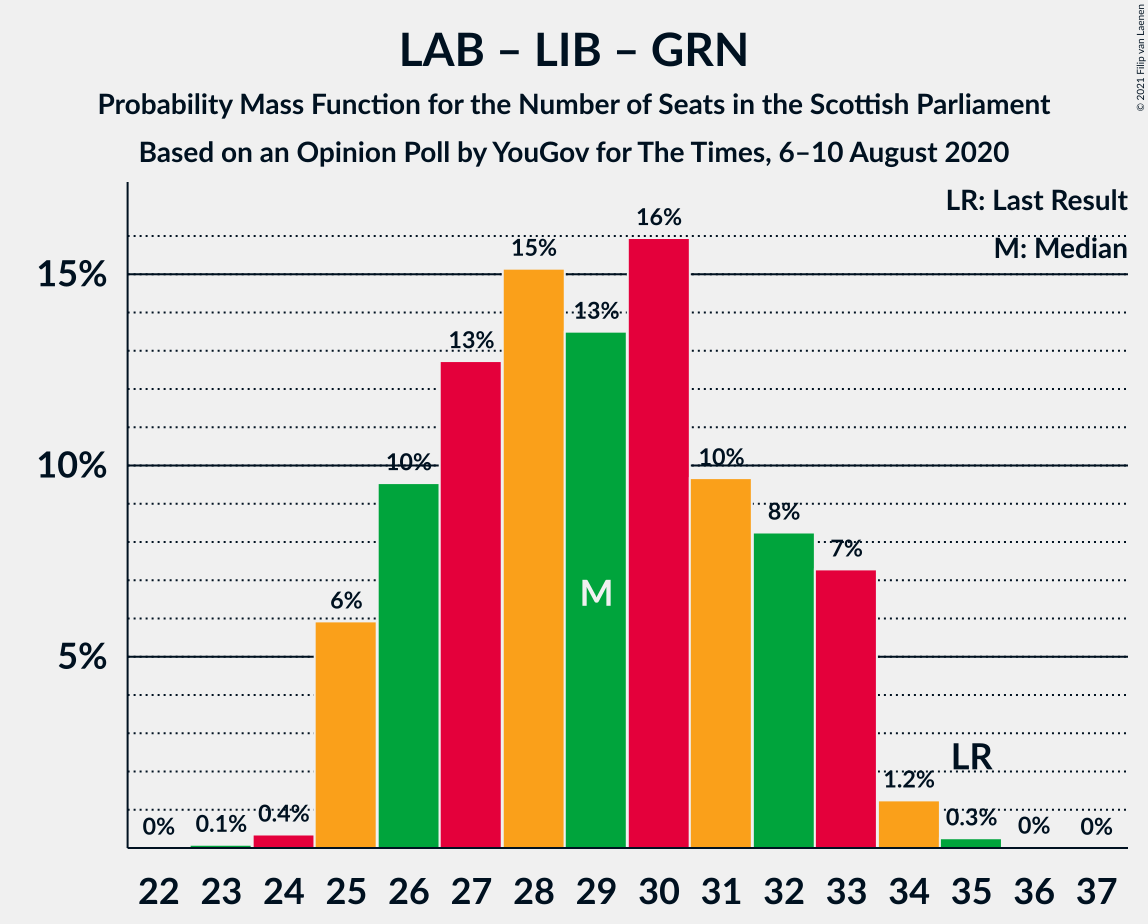 LAB – LIB – GRN
Probability Mass Function for the Number of Seats in the Scottish Parliament
Based on an Opinion Poll by YouGov for The Times, 6–10 August 2020
© 2021 Filip van Laenen
LR: Last Result
M: Median
15%
10%
5%
0%
0.1%
0.4%
6%
10%
13%
15%
13%
16%
10%
8%
7%
1.2%
0.3%
0%
0%
M
LR
22 23 24 25 26 27 28 29 30 31 32 33 34 35 36 37